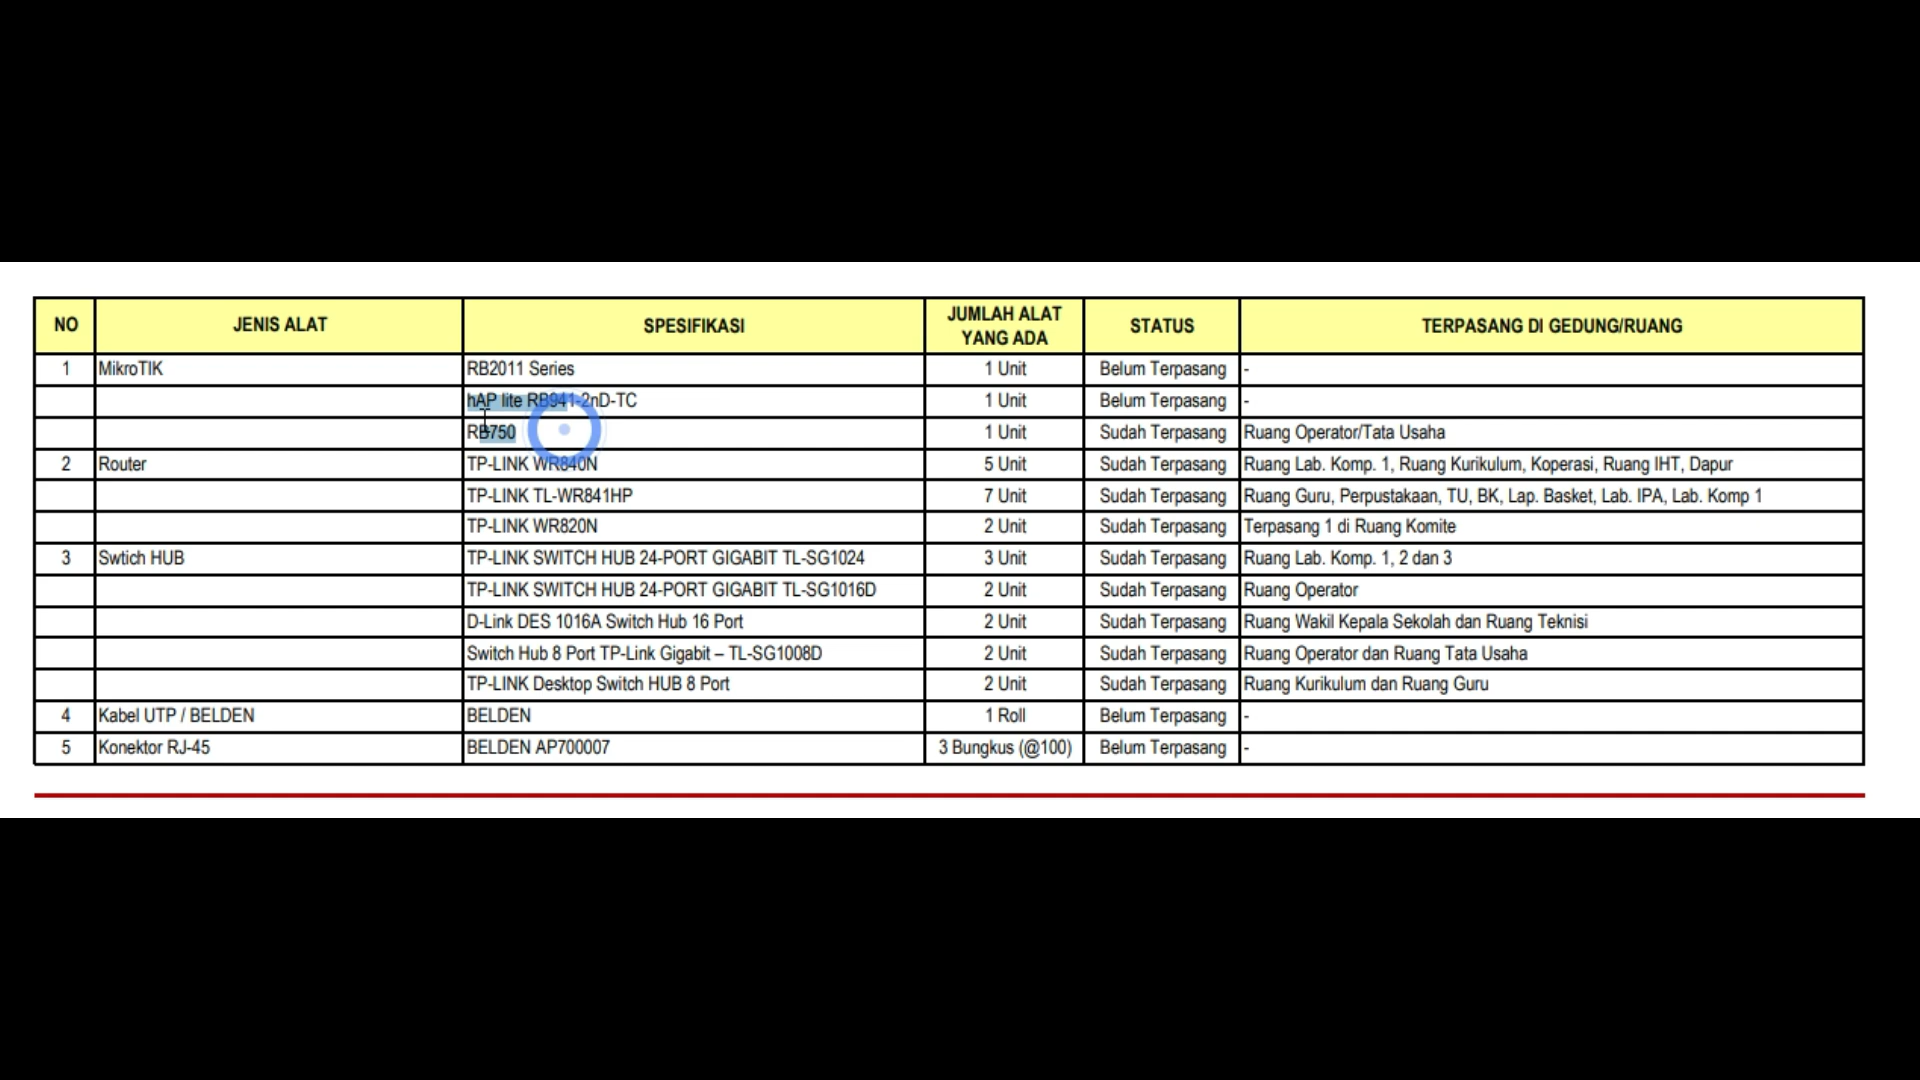 NO JENIS ALAT SPESIFIKASI JUMLAH ALAT YANG ADA STATUS TERPASANG DI GEDUNG/RUANG
1 MikroTIK RB2011 Series 1 Unit Belum Terpasang -
hAP lite RB941-2nD-TC 1 Unit Belum Terpasang -
RB750 1 Unit Sudah Terpasang Ruang Operator/Tata Usaha
2 Router TP-LINK WR840N 5 Unit Sudah Terpasang Ruang Lab. Komp. 1, Ruang Kurikulum, Koperasi, Ruang IHT, Dapur
TP-LINK TL-WR841HP 7 Unit Sudah Terpasang Ruang Guru, Perpustakaan, TU, BK, Lap. Basket, Lab. IPA, Lab. Komp 1
TP-LINK WR820N 2 Unit Sudah Terpasang Terpasang 1 di Ruang Komite
3 Swtich HUB TP-LINK SWITCH HUB 24-PORT GIGABIT TL-SG1024 3 Unit Sudah Terpasang Ruang Lab. Komp. 1, 2 dan 3
TP-LINK SWITCH HUB 24-PORT GIGABIT TL-SG1016D 2 Unit Sudah Terpasang Ruang Operator
D-Link DES 1016A Switch Hub 16 Port 2 Unit Sudah Terpasang Ruang Wakil Kepala Sekolah dan Ruang Teknisi
Switch Hub 8 Port TP-Link Gigabit – TL-SG1008D 2 Unit Sudah Terpasang Ruang Operator dan Ruang Tata Usaha
TP-LINK Desktop Switch HUB 8 Port 2 Unit Sudah Terpasang Ruang Kurikulum dan Ruang Guru
4 Kabel UTP / BELDEN BELDEN 1 Roll Belum Terpasang -
5 Konektor RJ-45 BELDEN AP700007 3 Bungkus (@100) Belum Terpasang -